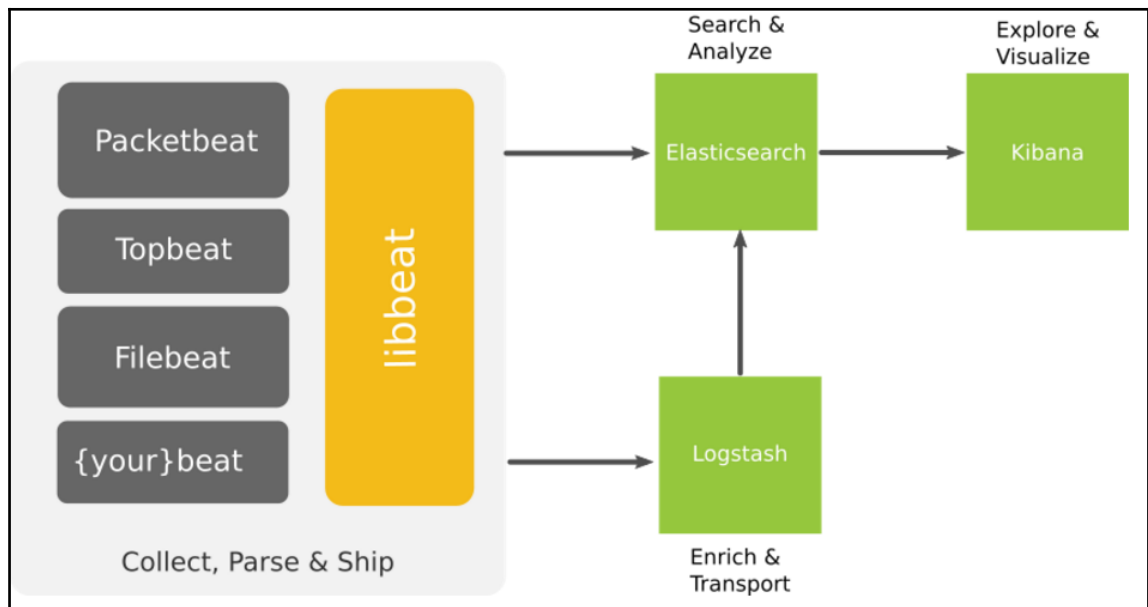 Packetbeat
Topbeat
Filebeat
{your}beat
libbeat
Collect, Parse & Ship
Search &
Analyze
Elasticsearch
Explore &
Visualize
Kibana
Logstash
Enrich &
Transport